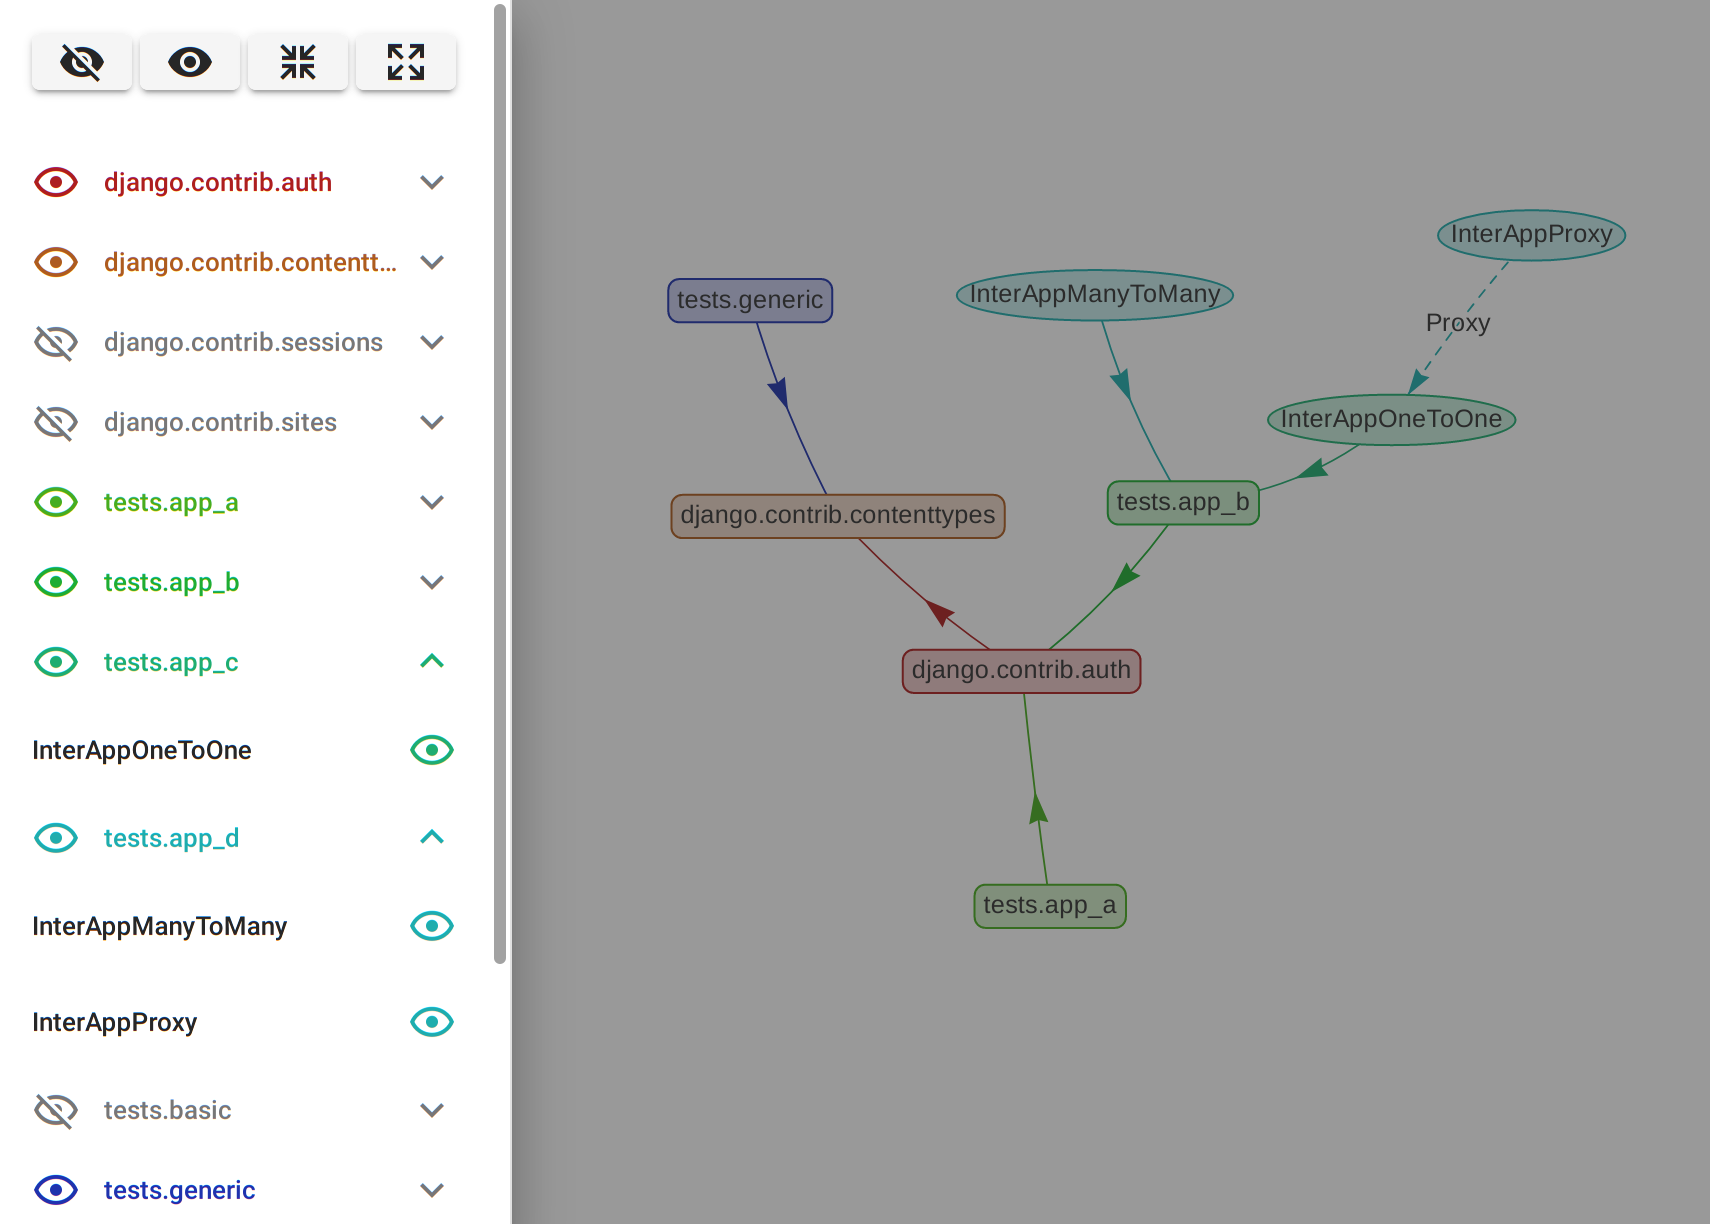 django.contrib.auth
django.contrib.contentt...
django.contrib.sessions
django.contrib.sites
tests.app_a
tests.app_b
tests.app_c
InterAppOneToOne
tests.app_d
InterAppManyToMany
InterAppProxy
tests.basic
tests.generic
InterAppProxy
tests.generic
InterAppManyToMany
Proxy
InterAppOneToOne
django.contrib.contenttypes
tests.app_b
django.contrib.auth
tests.app_a